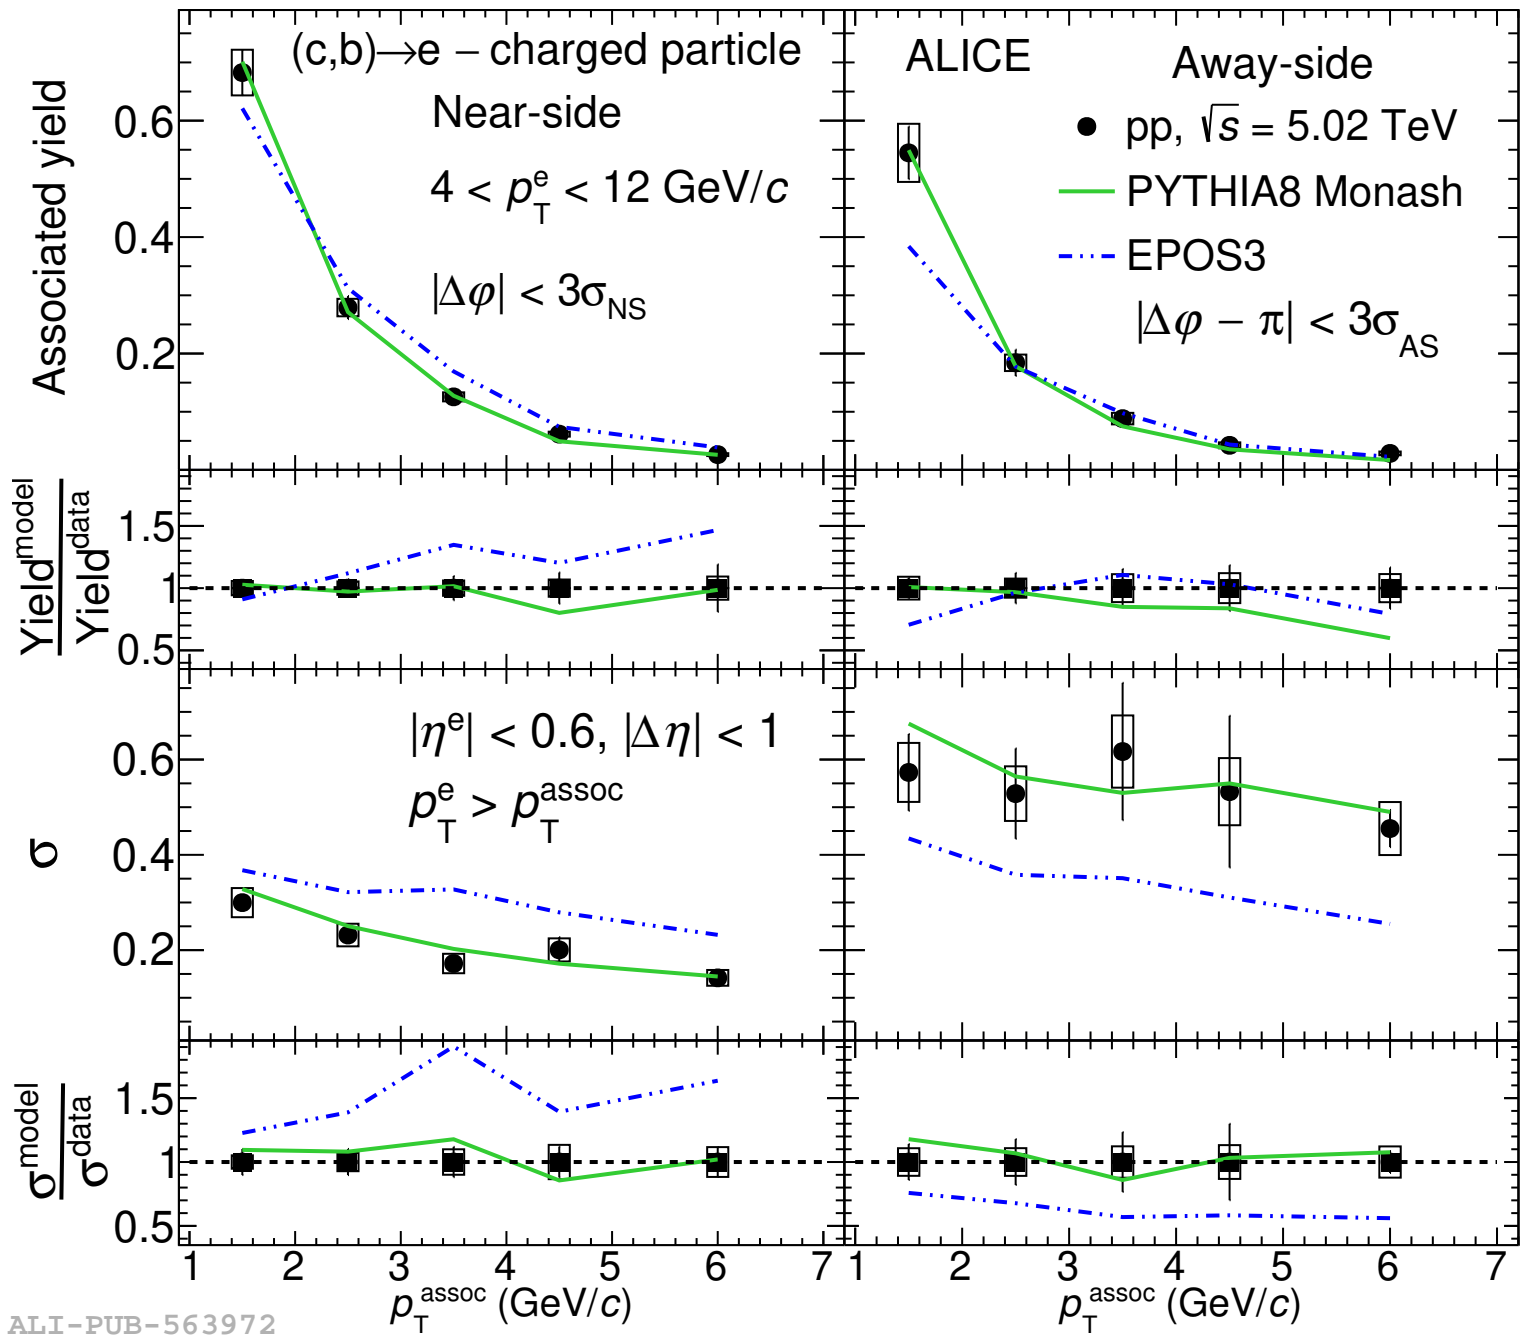 (c,b)→e − charged particle
Near-side
4 < p_T^e < 12 GeV/c
|Δφ| < 3σ_NS
ALICE
Away-side
pp, √s = 5.02 TeV
PYTHIA8 Monash
EPOS3
|Δφ − π| < 3σ_AS
Associated yield
0.6
0.4
0.2
Yield^model
Yield^data
1.5
1
0.5
|η^e| < 0.6, |Δη| < 1
p_T^e > p_T^assoc
σ
0.6
0.4
0.2
σ^model
σ^data
1.5
1
0.5
1 2 3 4 5 6 7
1 2 3 4 5 6 7
p_T^assoc (GeV/c)
p_T^assoc (GeV/c)
ALI-PUB-563972